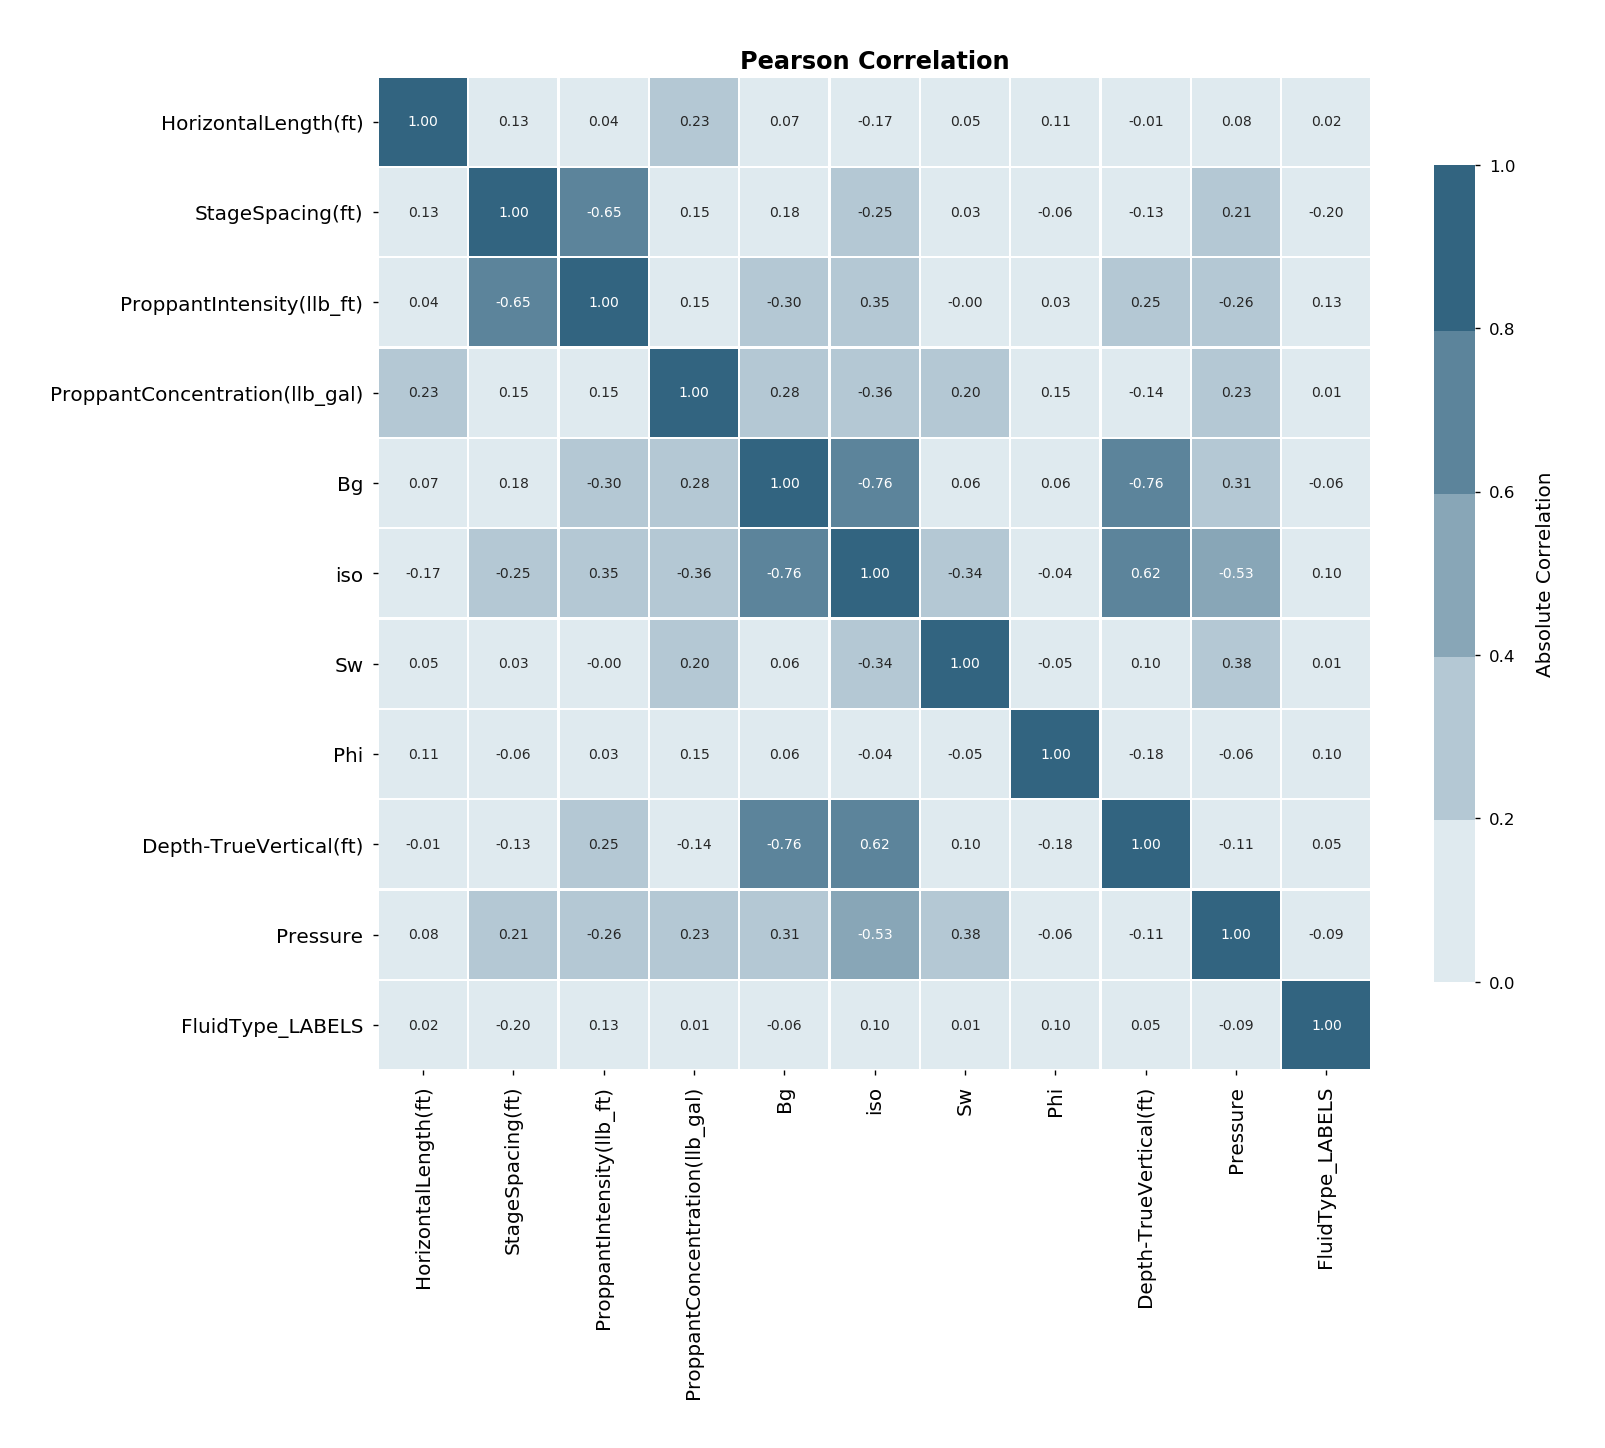 Pearson Correlation
HorizontalLength(ft) 1.00 0.13 0.04 0.23 0.07 -0.17 0.05 0.11 -0.01 0.08 0.02
StageSpacing(ft) 0.13 1.00 -0.65 0.15 0.18 -0.25 0.03 -0.06 -0.13 0.21 -0.20
ProppantIntensity(llb_ft) 0.04 -0.65 1.00 0.15 -0.30 0.35 -0.00 0.03 0.25 -0.26 0.13
ProppantConcentration(llb_gal) 0.23 0.15 0.15 1.00 0.28 -0.36 0.20 0.15 -0.14 0.23 0.01
Bg 0.07 0.18 -0.30 0.28 1.00 -0.76 0.06 0.06 -0.76 0.31 -0.06
iso -0.17 -0.25 0.35 -0.36 -0.76 1.00 -0.34 -0.04 0.62 -0.53 0.10
Sw 0.05 0.03 -0.00 0.20 0.06 -0.34 1.00 -0.05 0.10 0.38 0.01
Phi 0.11 -0.06 0.03 0.15 0.06 -0.04 -0.05 1.00 -0.18 -0.06 0.10
Depth-TrueVertical(ft) -0.01 -0.13 0.25 -0.14 -0.76 0.62 0.10 -0.18 1.00 -0.11 0.05
Pressure 0.08 0.21 -0.26 0.23 0.31 -0.53 0.38 -0.06 -0.11 1.00 -0.09
FluidType_LABELS 0.02 -0.20 0.13 0.01 -0.06 0.10 0.01 0.10 0.05 -0.09 1.00
HorizontalLength(ft)
StageSpacing(ft)
ProppantIntensity(llb_ft)
ProppantConcentration(llb_gal)
Bg
iso
Sw
Phi
Depth-TrueVertical(ft)
Pressure
FluidType_LABELS
1.0
0.8
0.6
0.4
0.2
0.0
Absolute Correlation